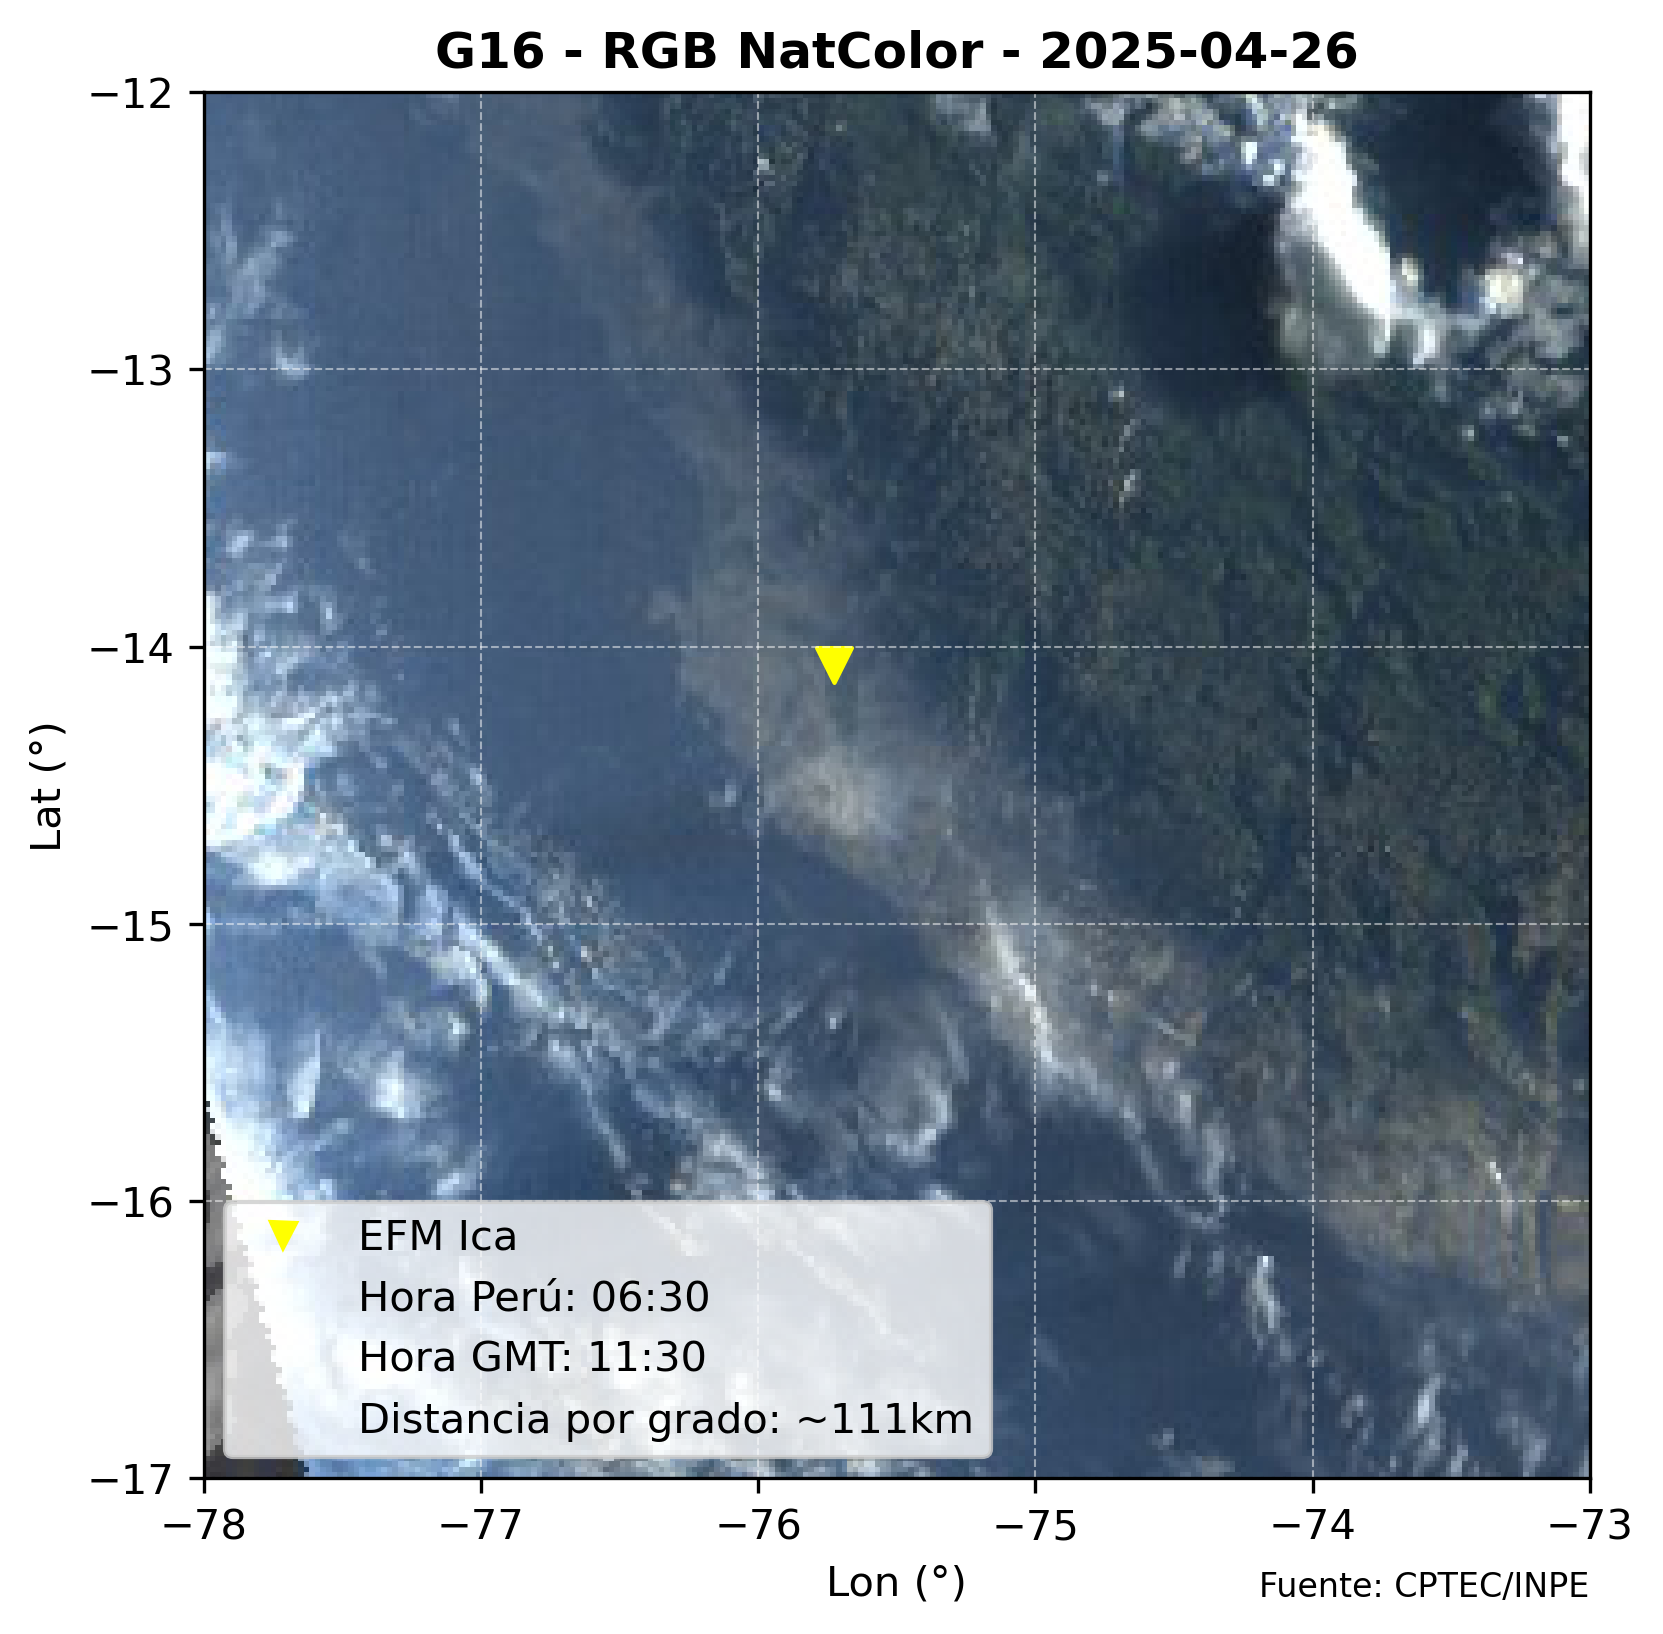 G16 - RGB NatColor - 2025-04-26
−12
−13
−14
−15
−16
−17
Lat (°)
EFM Ica
Hora Perú: 06:30
Hora GMT: 11:30
Distancia por grado: ~111km
−78 −77 −76 −75 −74 −73
Lon (°)
Fuente: CPTEC/INPE